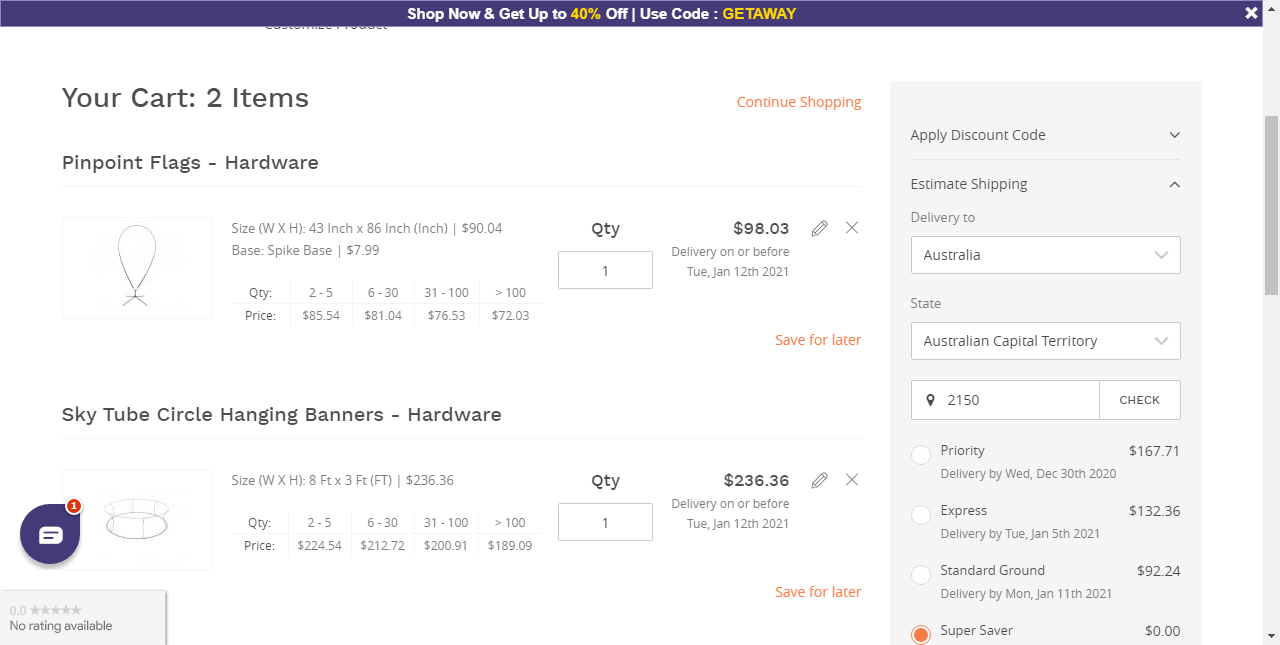 Shop Now & Get Up to 40% Off | Use Code : GETAWAY
Customize Product
Your Cart: 2 Items
Continue Shopping
Pinpoint Flags - Hardware
Size (W X H): 43 Inch x 86 Inch (Inch) | $90.04
Base: Spike Base | $7.99
Qty: 2 - 5 6 - 30 31 - 100 > 100
Price: $85.54 $81.04 $76.53 $72.03
Qty
1
$98.03
Delivery on or before
Tue, Jan 12th 2021
Save for later
Sky Tube Circle Hanging Banners - Hardware
Size (W X H): 8 Ft x 3 Ft (FT) | $236.36
Qty: 2 - 5 6 - 30 31 - 100 > 100
Price: $224.54 $212.72 $200.91 $189.09
Qty
1
$236.36
Delivery on or before
Tue, Jan 12th 2021
Save for later
Apply Discount Code
Estimate Shipping
Delivery to
Australia
State
Australian Capital Territory
2150 CHECK
Priority $167.71
Delivery by Wed, Dec 30th 2020
Express $132.36
Delivery by Tue, Jan 5th 2021
Standard Ground $92.24
Delivery by Mon, Jan 11th 2021
Super Saver $0.00
1
0.0
No rating available